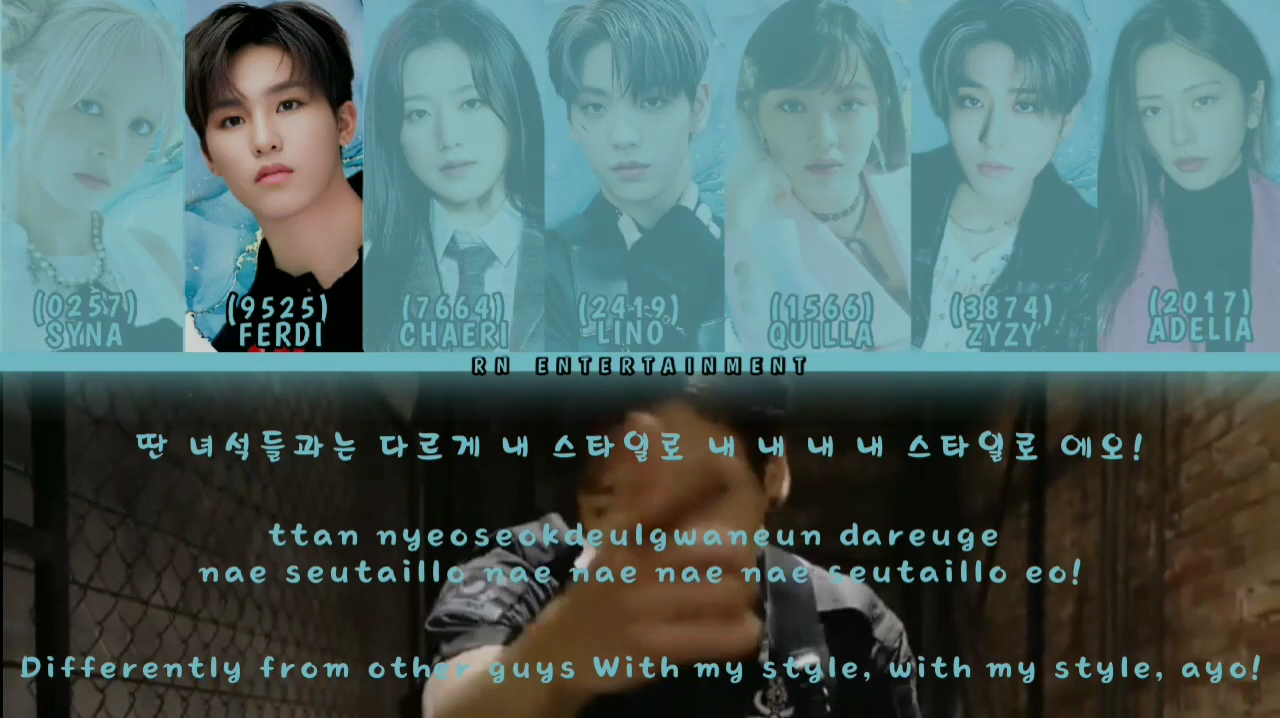 (0257)
SYNA
(9525)
FERDI
(7664)
CHAERI
(2419)
LINO
(1566)
QUILLA
(3874)
ZYZY
(2017)
ADELIA
RN ENTERTAINMENT
딴 녀석들과는 다르게 내 스타일로 내 내 내 내 스타일로 에오!
ttan nyeoseokdeulgwaneun dareuge
nae seutaillo nae nae nae nae seutaillo eo!
Differently from other guys With my style, with my style, ayo!